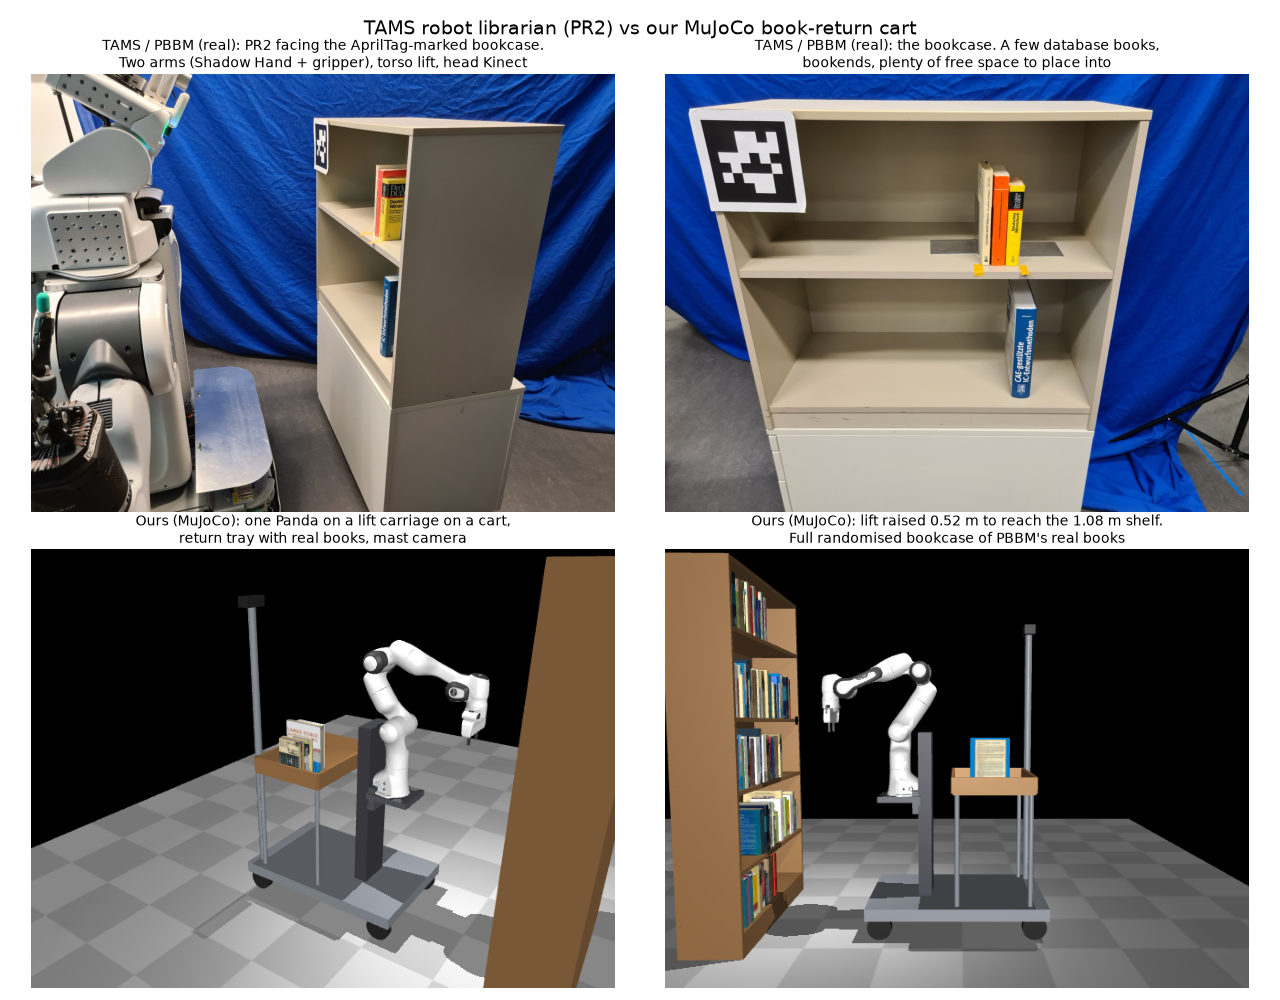 TAMS robot librarian (PR2) vs our MuJoCo book-return cart
TAMS / PBBM (real): PR2 facing the AprilTag-marked bookcase.
Two arms (Shadow Hand + gripper), torso lift, head Kinect
TAMS / PBBM (real): the bookcase. A few database books,
bookends, plenty of free space to place into
CAE-gestützte
IC-Entwurfsmethoden
Ours (MuJoCo): one Panda on a lift carriage on a cart,
return tray with real books, mast camera
Ours (MuJoCo): lift raised 0.52 m to reach the 1.08 m shelf.
Full randomised bookcase of PBBM's real books